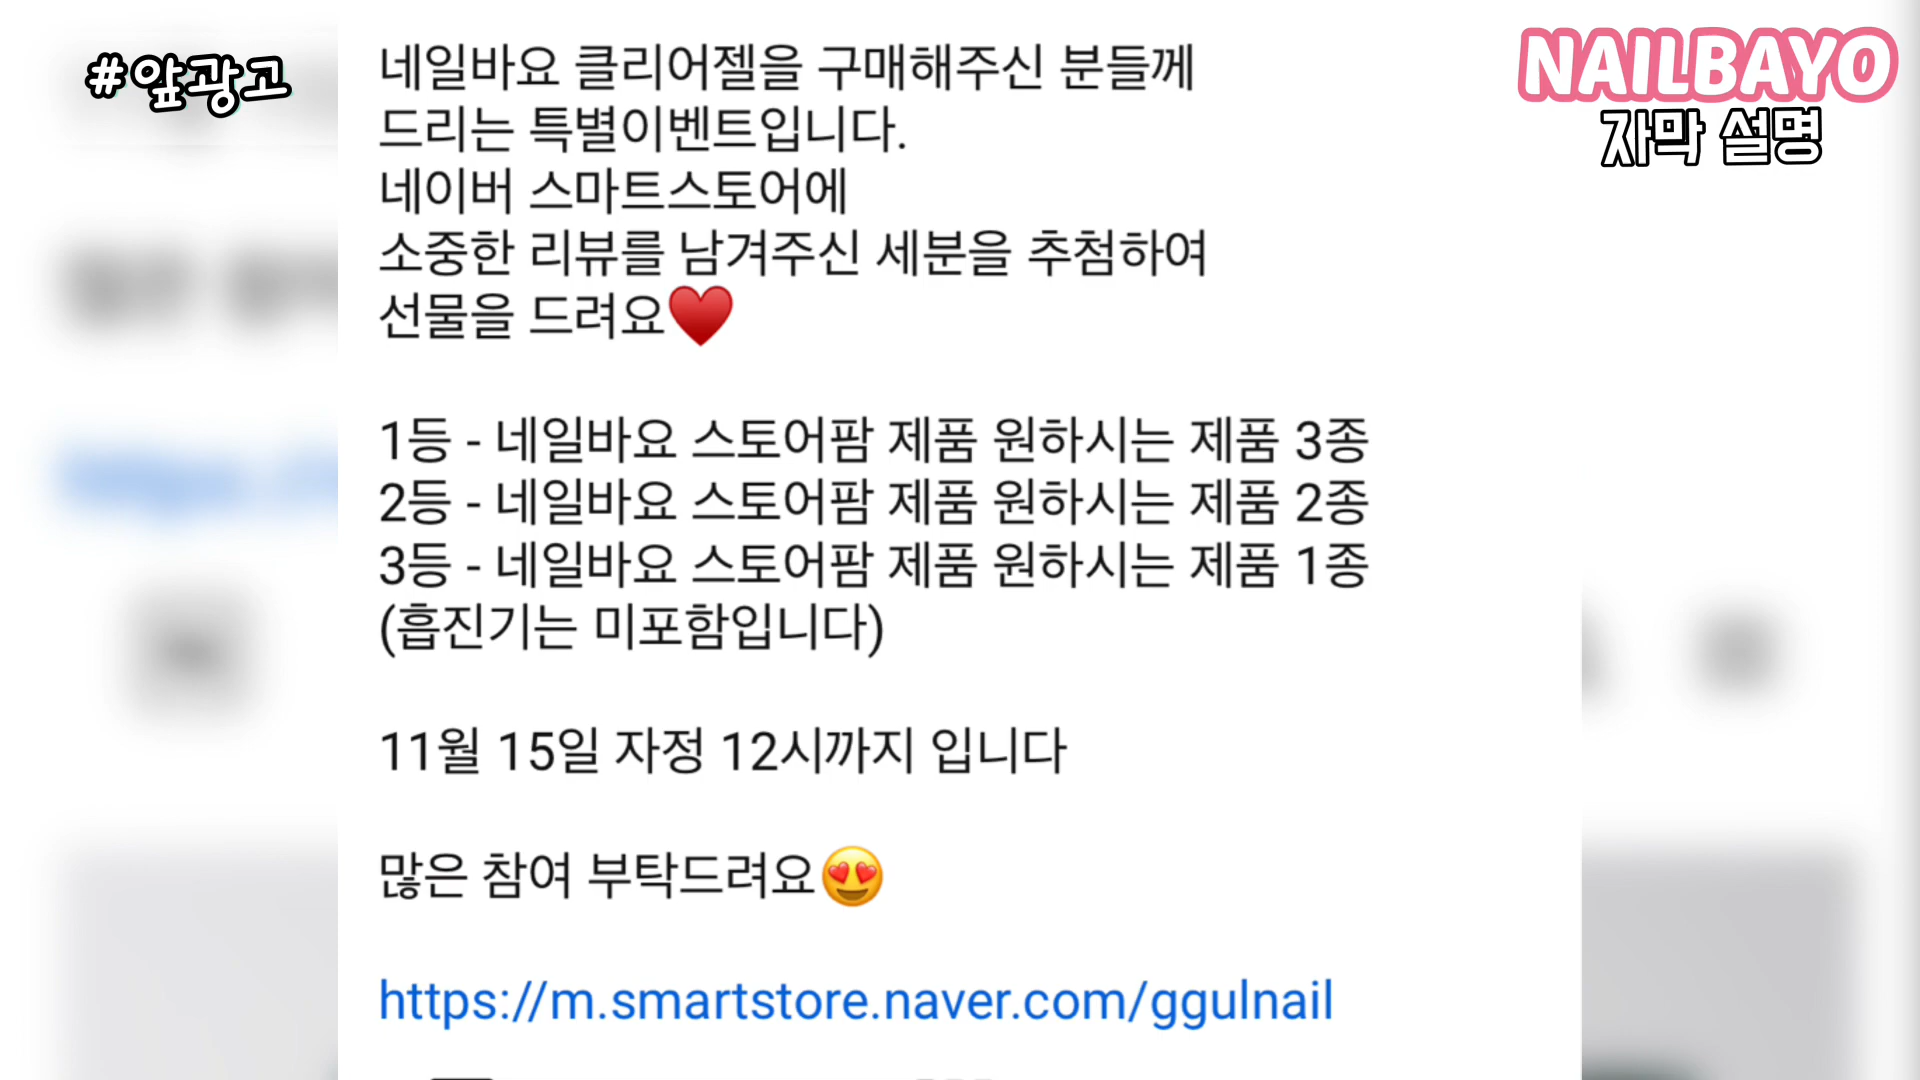 #앞광고
NAILBAYO
자막 설명
네일바요 클리어젤을 구매해주신 분들께
드리는 특별이벤트입니다.
네이버 스마트스토어에
소중한 리뷰를 남겨주신 세분을 추첨하여
선물을 드려요♥️
1등 - 네일바요 스토어팜 제품 원하시는 제품 3종
2등 - 네일바요 스토어팜 제품 원하시는 제품 2종
3등 - 네일바요 스토어팜 제품 원하시는 제품 1종
(흡진기는 미포함입니다)
11월 15일 자정 12시까지 입니다
많은 참여 부탁드려요😍
https://m.smartstore.naver.com/ggulnail